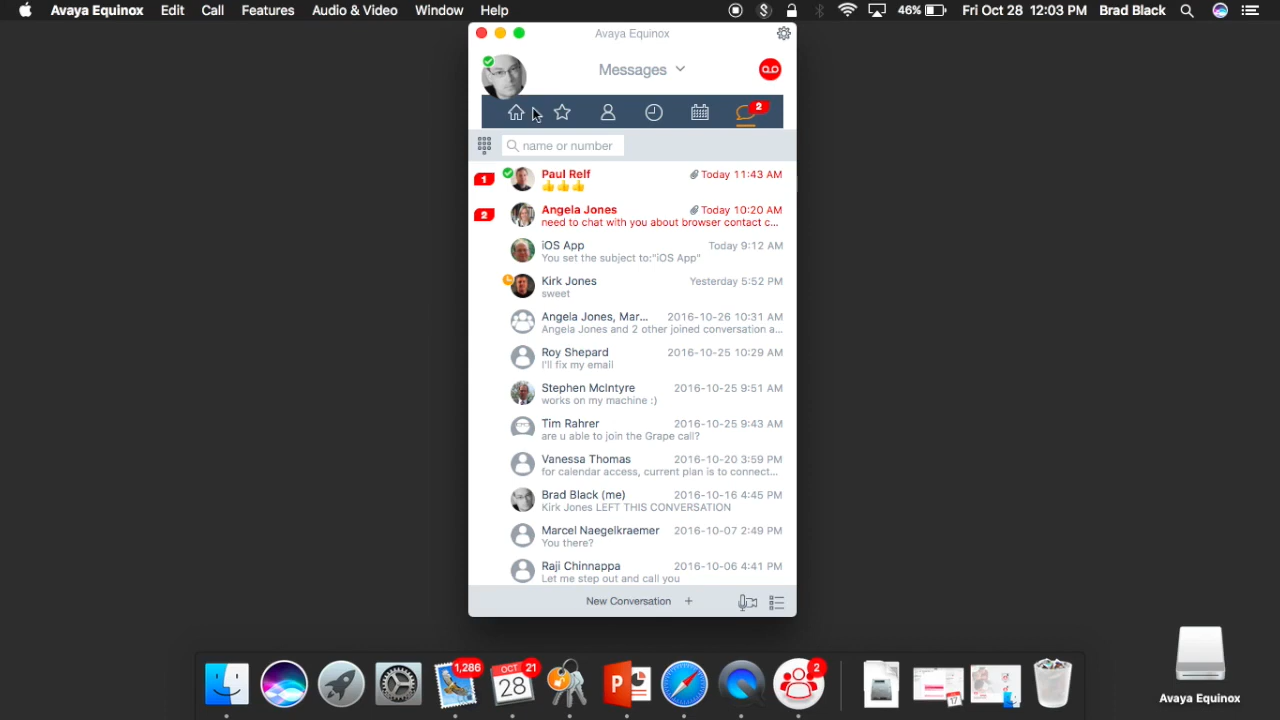 Avaya Equinox Edit Call Features Audio & Video Window Help 46% Fri Oct 28 12:03 PM Brad Black
Avaya Equinox
Messages
2
name or number
1 Paul Relf Today 11:43 AM
👍👍👍
2 Angela Jones Today 10:20 AM
need to chat with you about browser contact c...
iOS App Today 9:12 AM
You set the subject to:"iOS App"
Kirk Jones Yesterday 5:52 PM
sweet
Angela Jones, Mar... 2016-10-26 10:31 AM
Angela Jones and 2 other joined conversation a...
Roy Shepard 2016-10-25 10:29 AM
I'll fix my email
Stephen McIntyre 2016-10-25 9:51 AM
works on my machine :)
Tim Rahrer 2016-10-25 9:43 AM
are u able to join the Grape call?
Vanessa Thomas 2016-10-20 3:59 PM
for calendar access, current plan is to connect...
Brad Black (me) 2016-10-16 4:45 PM
Kirk Jones LEFT THIS CONVERSATION
Marcel Naegelkraemer 2016-10-07 2:49 PM
You there?
Raji Chinnappa 2016-10-06 4:41 PM
Let me step out and call you
New Conversation +
1,286 21 2
OCT
28 P 17
Avaya Equinox